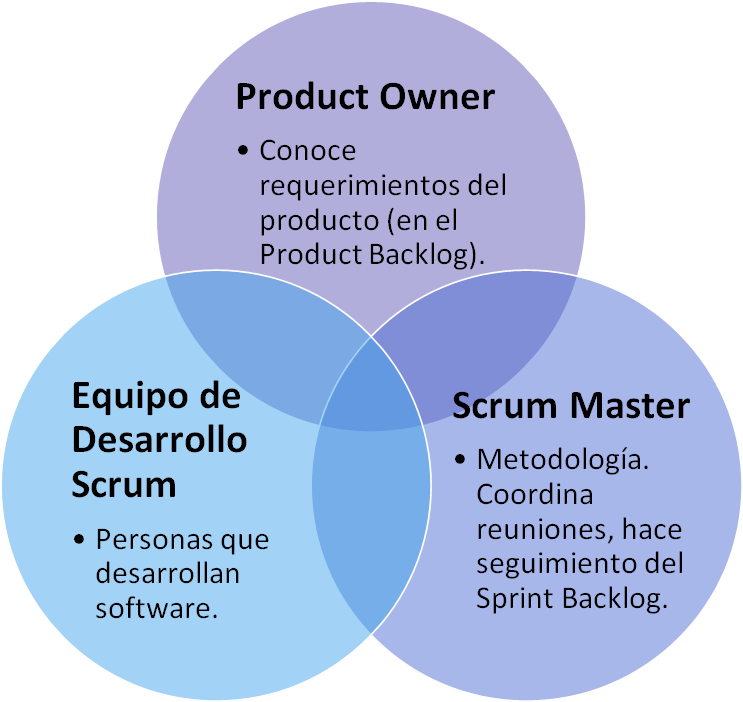 Product Owner
• Conoce
requerimientos del
producto (en el
Product Backlog).
Equipo de
Desarrollo
Scrum
• Personas que
desarrollan
software.
Scrum Master
• Metodología.
Coordina
reuniones, hace
seguimiento del
Sprint Backlog.